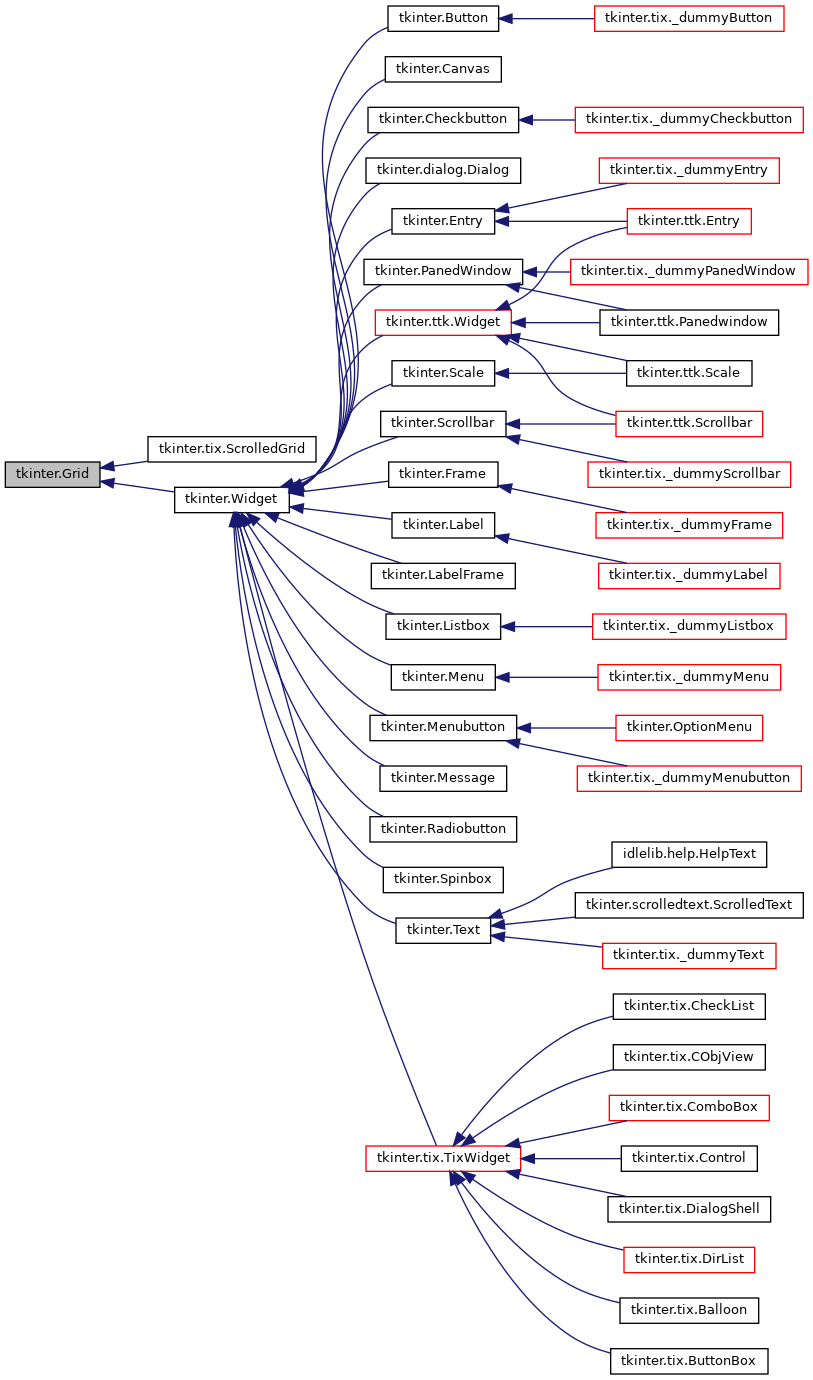 tkinter.Button
tkinter.tix._dummyButton
tkinter.Canvas
tkinter.Checkbutton
tkinter.tix._dummyCheckbutton
tkinter.dialog.Dialog
tkinter.tix._dummyEntry
tkinter.Entry
tkinter.ttk.Entry
tkinter.PanedWindow
tkinter.tix._dummyPanedWindow
tkinter.ttk.Widget
tkinter.ttk.Panedwindow
tkinter.Scale
tkinter.ttk.Scale
tkinter.Scrollbar
tkinter.ttk.Scrollbar
tkinter.tix.ScrolledGrid
tkinter.Grid
tkinter.Frame
tkinter.tix._dummyScrollbar
tkinter.Widget
tkinter.Label
tkinter.tix._dummyFrame
tkinter.LabelFrame
tkinter.tix._dummyLabel
tkinter.Listbox
tkinter.tix._dummyListbox
tkinter.Menu
tkinter.tix._dummyMenu
tkinter.Menubutton
tkinter.OptionMenu
tkinter.Message
tkinter.tix._dummyMenubutton
tkinter.Radiobutton
idlelib.help.HelpText
tkinter.Spinbox
tkinter.scrolledtext.ScrolledText
tkinter.Text
tkinter.tix._dummyText
tkinter.tix.CheckList
tkinter.tix.CObjView
tkinter.tix.ComboBox
tkinter.tix.TixWidget
tkinter.tix.Control
tkinter.tix.DialogShell
tkinter.tix.DirList
tkinter.tix.Balloon
tkinter.tix.ButtonBox